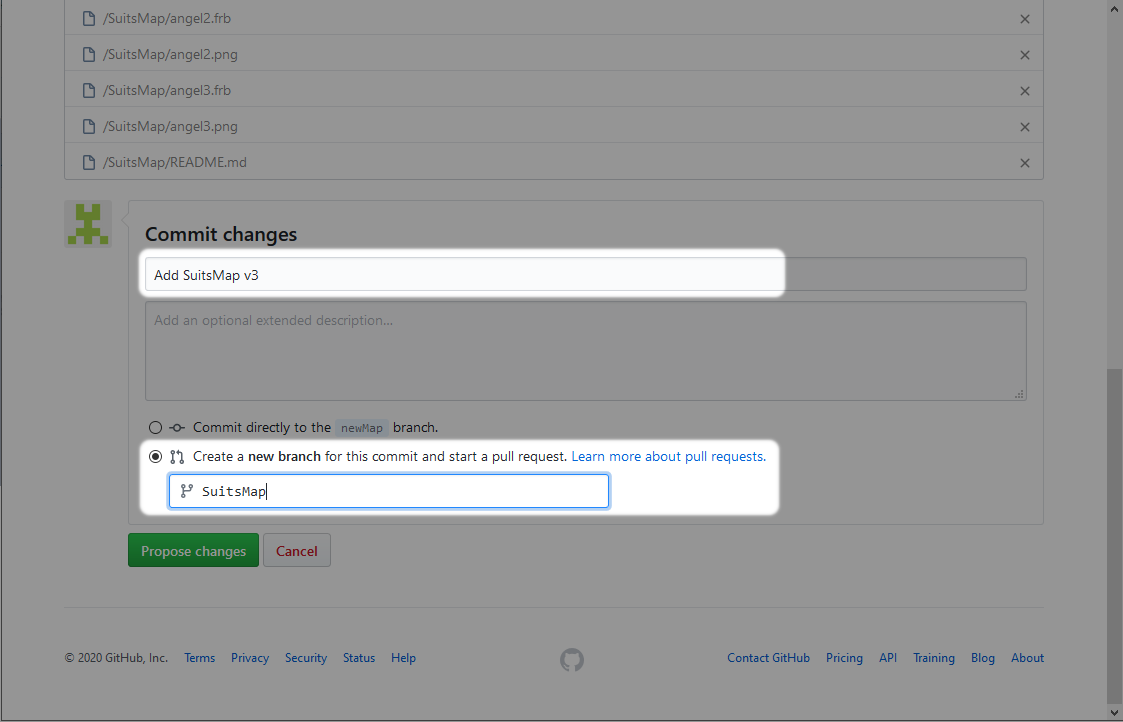 /SuitsMap/angel2.frb
/SuitsMap/angel2.png
/SuitsMap/angel3.frb
/SuitsMap/angel3.png
/SuitsMap/README.md
Commit changes
Add SuitsMap v3
Add an optional extended description...
Commit directly to the newMap branch.
Create a new branch for this commit and start a pull request. Learn more about pull requests.
SuitsMap
Propose changes Cancel
© 2020 GitHub, Inc. Terms Privacy Security Status Help Contact GitHub Pricing API Training Blog About